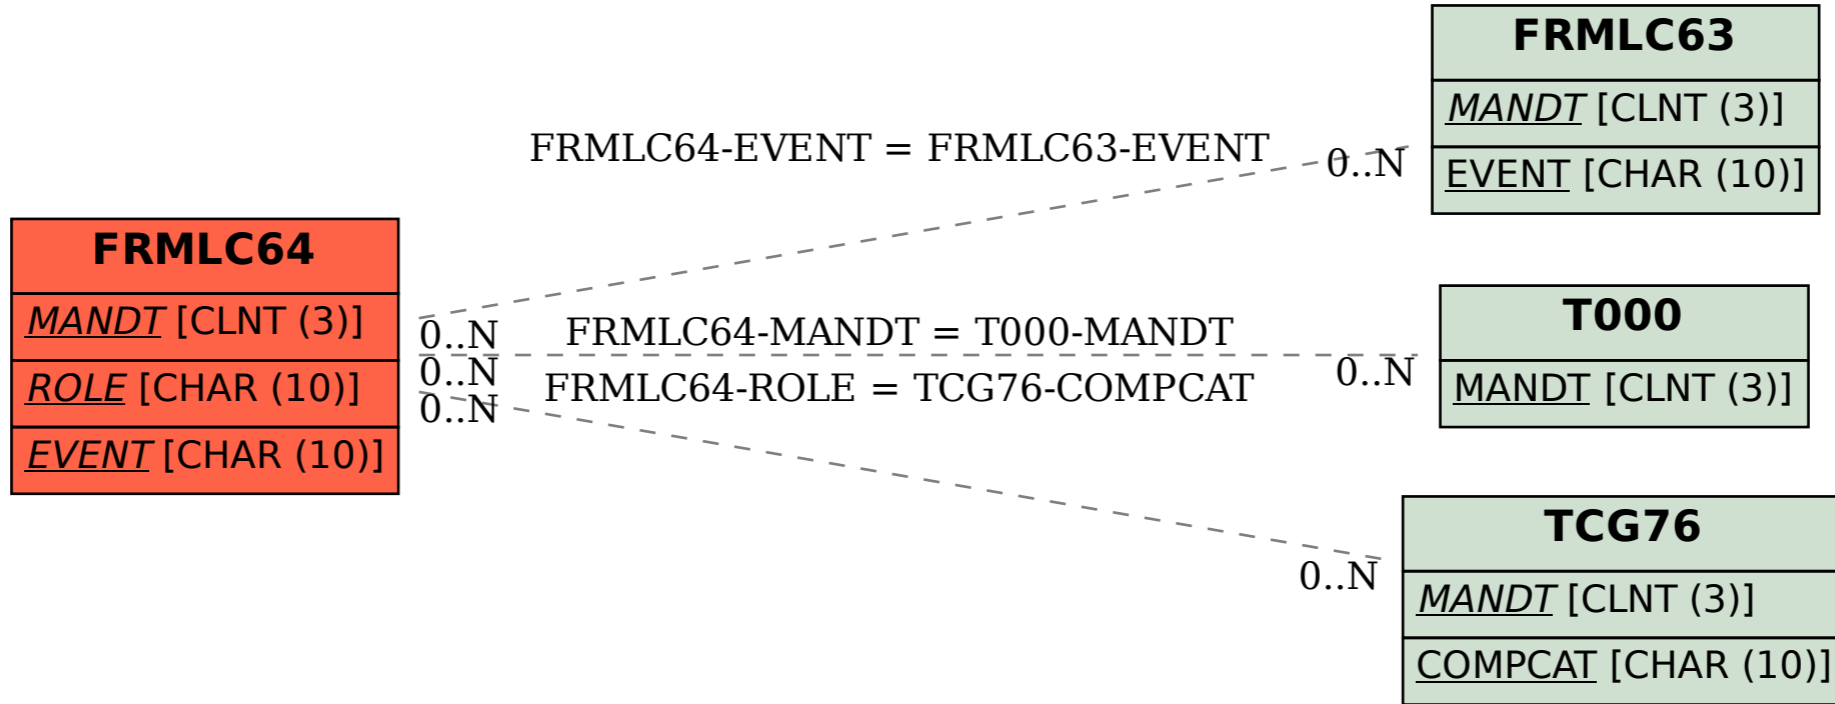 FRMLC63
MANDT [CLNT (3)]
EVENT [CHAR (10)]
FRMLC64-EVENT = FRMLC63-EVENT
0..N
FRMLC64
MANDT [CLNT (3)]
ROLE [CHAR (10)]
EVENT [CHAR (10)]
0..N
0..N
0..N
FRMLC64-MANDT = T000-MANDT
FRMLC64-ROLE = TCG76-COMPCAT
0..N
T000
MANDT [CLNT (3)]
0..N
TCG76
MANDT [CLNT (3)]
COMPCAT [CHAR (10)]